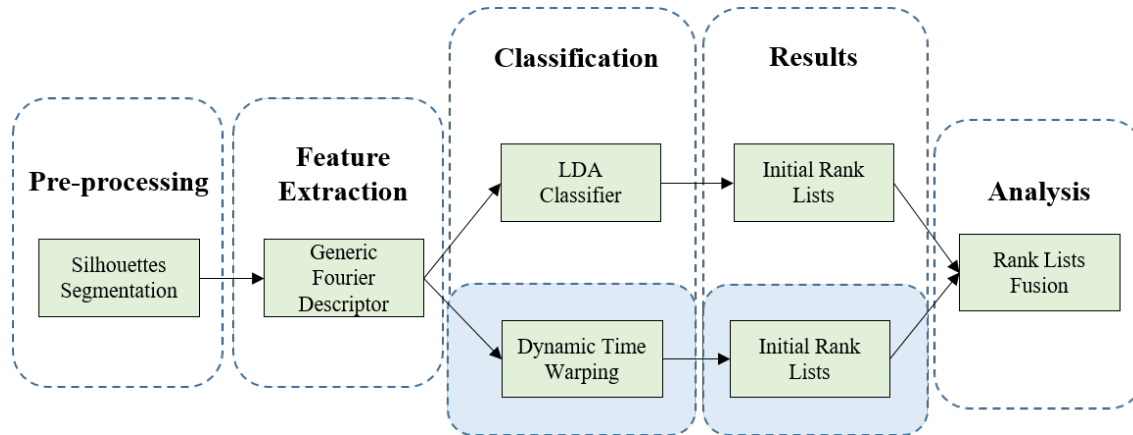 Pre-processing
Silhouettes
Segmentation
Feature
Extraction
Generic
Fourier
Descriptor
Classification
LDA
Classifier
Dynamic Time
Warping
Results
Initial Rank
Lists
Initial Rank
Lists
Analysis
Rank Lists
Fusion